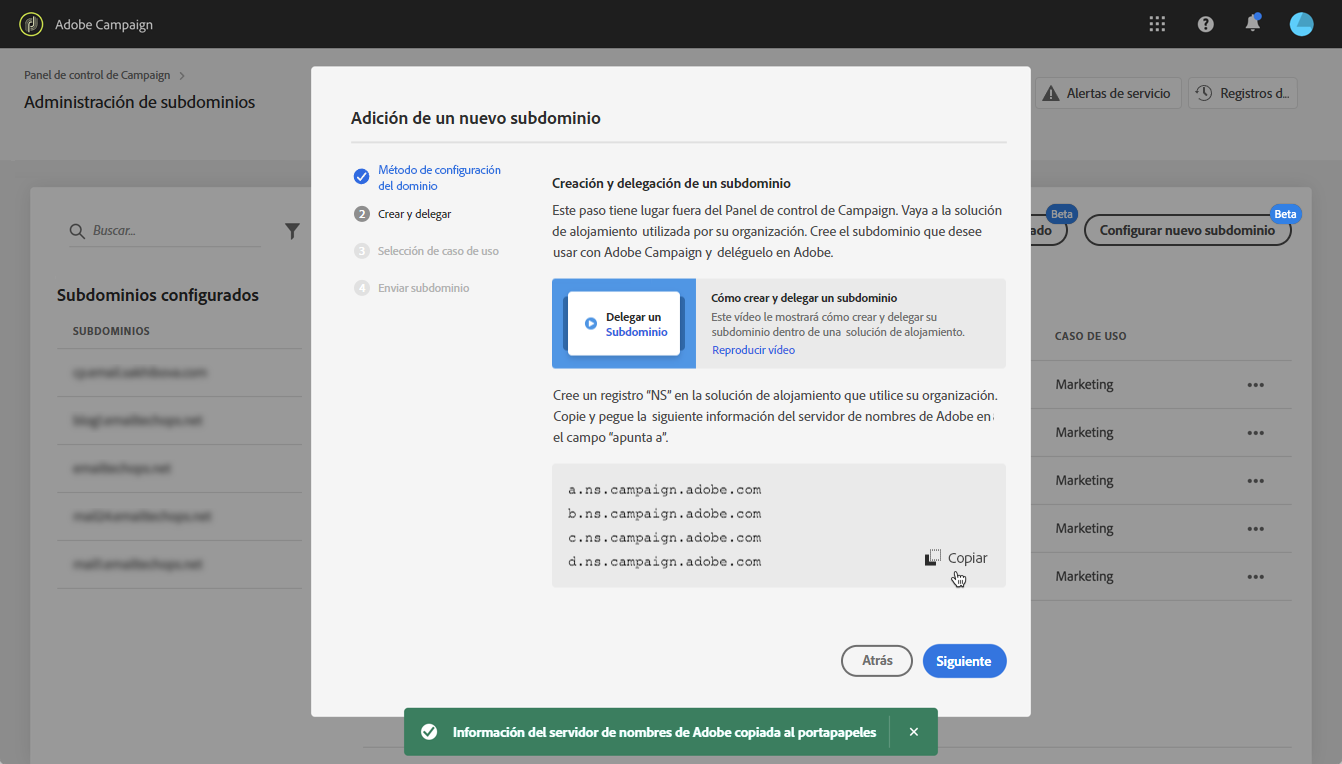 Adobe Campaign
Panel de control de Campaign
Administración de subdominios
Alertas de servicio
Registros d...
Buscar...
Beta
ado
Beta
Configurar nuevo subdominio
Subdominios configurados
SUBDOMINIOS
CASO DE USO
Marketing
Marketing
Marketing
Marketing
Marketing
Adición de un nuevo subdominio
Método de configuración
del dominio
2 Crear y delegar
3 Selección de caso de uso
4 Enviar subdominio
Creación y delegación de un subdominio
Este paso tiene lugar fuera del Panel de control de Campaign. Vaya a la solución
de alojamiento utilizada por su organización. Cree el subdominio que desee
usar con Adobe Campaign y deléguelo en Adobe.
Delegar un
Subdominio
Cómo crear y delegar un subdominio
Este vídeo le mostrará cómo crear y delegar su
subdominio dentro de una solución de alojamiento.
Reproducir vídeo
Cree un registro “NS” en la solución de alojamiento que utilice su organización.
Copie y pegue la siguiente información del servidor de nombres de Adobe en
el campo “apunta a”.
a.ns.campaign.adobe.com
b.ns.campaign.adobe.com
c.ns.campaign.adobe.com
d.ns.campaign.adobe.com
Copiar
Atrás
Siguiente
Información del servidor de nombres de Adobe copiada al portapapeles